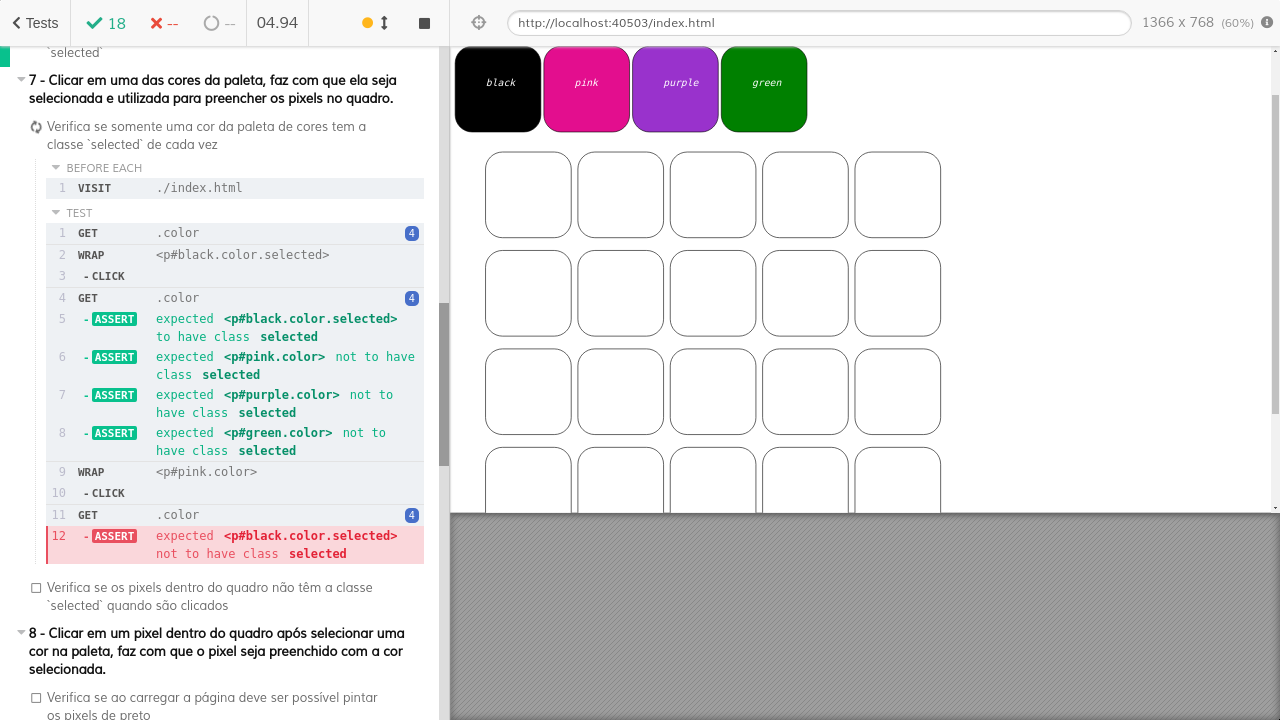 Tests 18 -- -- 04.94 http://localhost:40503/index.html 1366 x 768 (60%)
`selected`
7 - Clicar em uma das cores da paleta, faz com que ela seja
selecionada e utilizada para preencher os pixels no quadro.
Verifica se somente uma cor da paleta de cores tem a
classe `selected` de cada vez
BEFORE EACH
1 VISIT ./index.html
TEST
1 GET .color 4
2 WRAP <p#black.color.selected>
3 - CLICK
4 GET .color 4
5 - ASSERT expected <p#black.color.selected>
to have class selected
6 - ASSERT expected <p#pink.color> not to have
class selected
7 - ASSERT expected <p#purple.color> not to
have class selected
8 - ASSERT expected <p#green.color> not to
have class selected
9 WRAP <p#pink.color>
10 - CLICK
11 GET .color 4
12 - ASSERT expected <p#black.color.selected>
not to have class selected
Verifica se os pixels dentro do quadro não têm a classe
`selected` quando são clicados
8 - Clicar em um pixel dentro do quadro após selecionar uma
cor na paleta, faz com que o pixel seja preenchido com a cor
selecionada.
Verifica se ao carregar a página deve ser possível pintar
os pixels de preto
black pink purple green